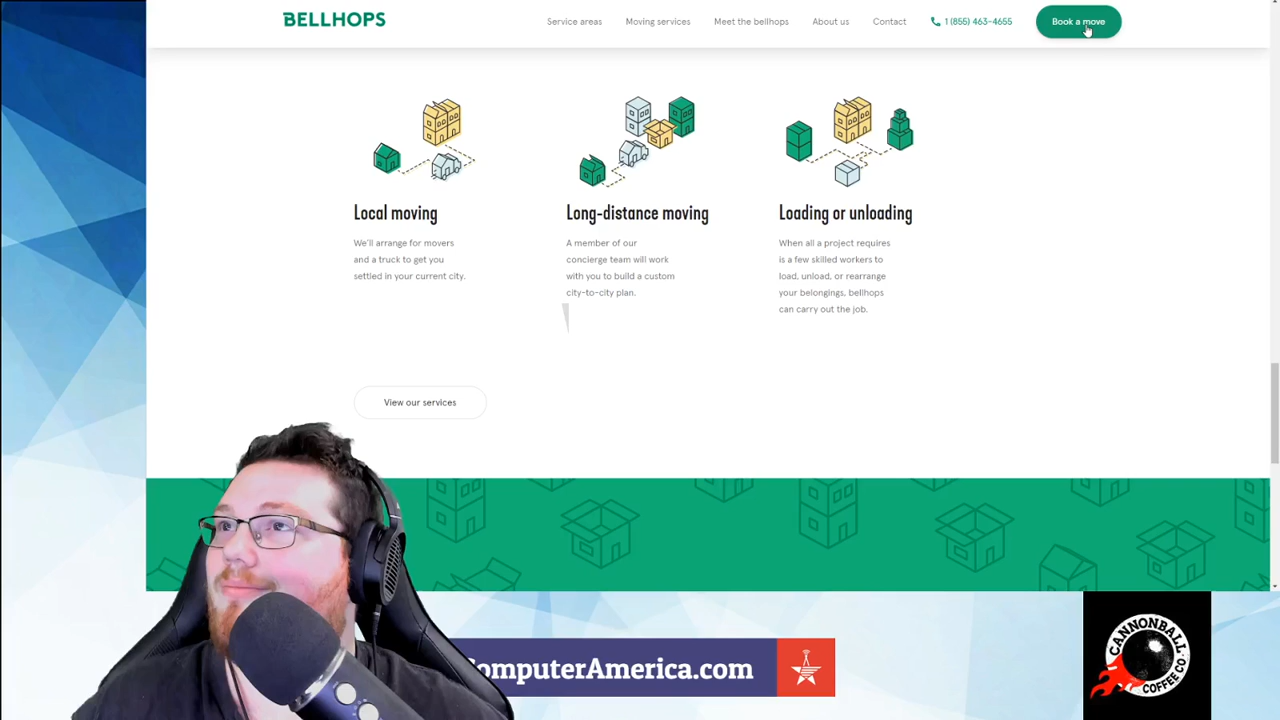 BELLHOPS
Service areas
Moving services
Meet the bellhops
About us
Contact
1 (855) 463-4655
Book a move
Local moving
We'll arrange for movers
and a truck to get you
settled in your current city.
Long-distance moving
A member of our
concierge team will work
with you to build a custom
city-to-city plan.
Loading or unloading
When all a project requires
is a few skilled workers to
load, unload, or rearrange
your belongings, bellhops
can carry out the job.
View our services
omputerAmerica.com
CANNONBALL
COFFEE CO.